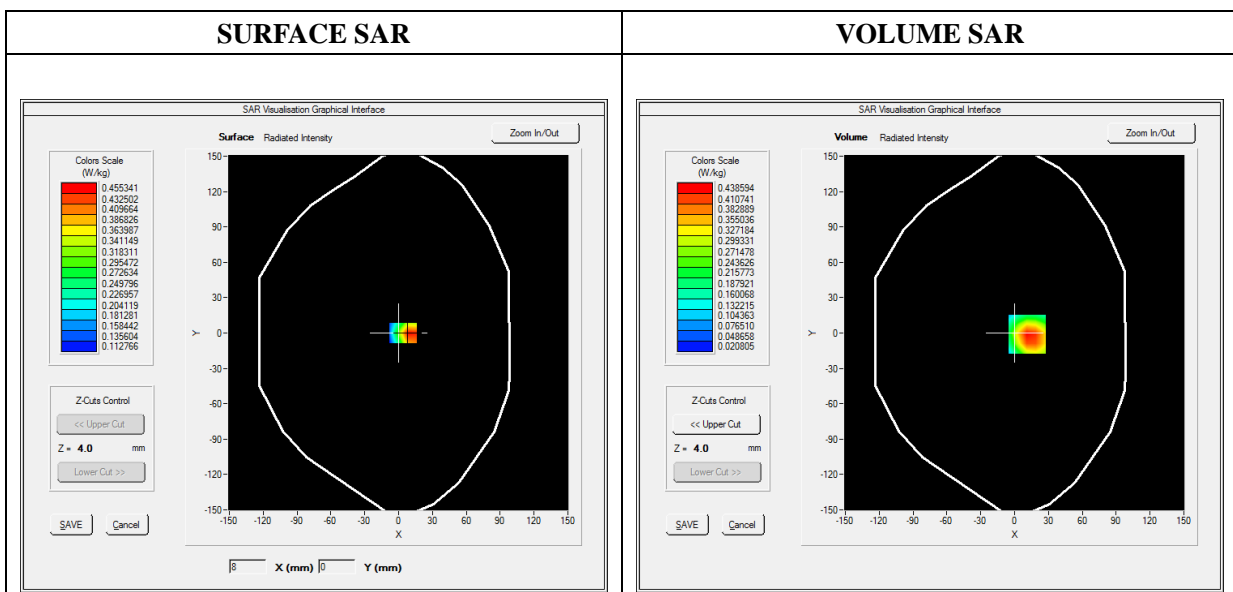 SURFACE SAR
VOLUME SAR
SAR Visualisation Graphical Interface
Surface Radiated Intensity
Zoom In/Out
Colors Scale
(W/kg)
0.455341
0.432502
0.409664
0.386826
0.363987
0.341149
0.318311
0.295472
0.272634
0.249796
0.226957
0.204119
0.181281
0.158442
0.135604
0.112766
150
120
90
60
30
0
-30
-60
-90
-120
-150
Y
-150 -120 -90 -60 -30 0 30 60 90 120 150
X
Z-Cuts Control
<< Upper Cut
Z = 4.0 mm
Lower Cut >>
SAVE Cancel
8 X (mm) 0 Y (mm)
SAR Visualisation Graphical Interface
Volume Radiated Intensity
Zoom In/Out
Colors Scale
(W/kg)
0.438594
0.410741
0.382889
0.355036
0.327184
0.299331
0.271478
0.243626
0.215773
0.187921
0.160068
0.132215
0.104363
0.076510
0.048658
0.020805
150
120
90
60
30
0
-30
-60
-90
-120
-150
Y
-150 -120 -90 -60 -30 0 30 60 90 120 150
X
Z-Cuts Control
<< Upper Cut
Z = 4.0 mm
Lower Cut >>
SAVE Cancel